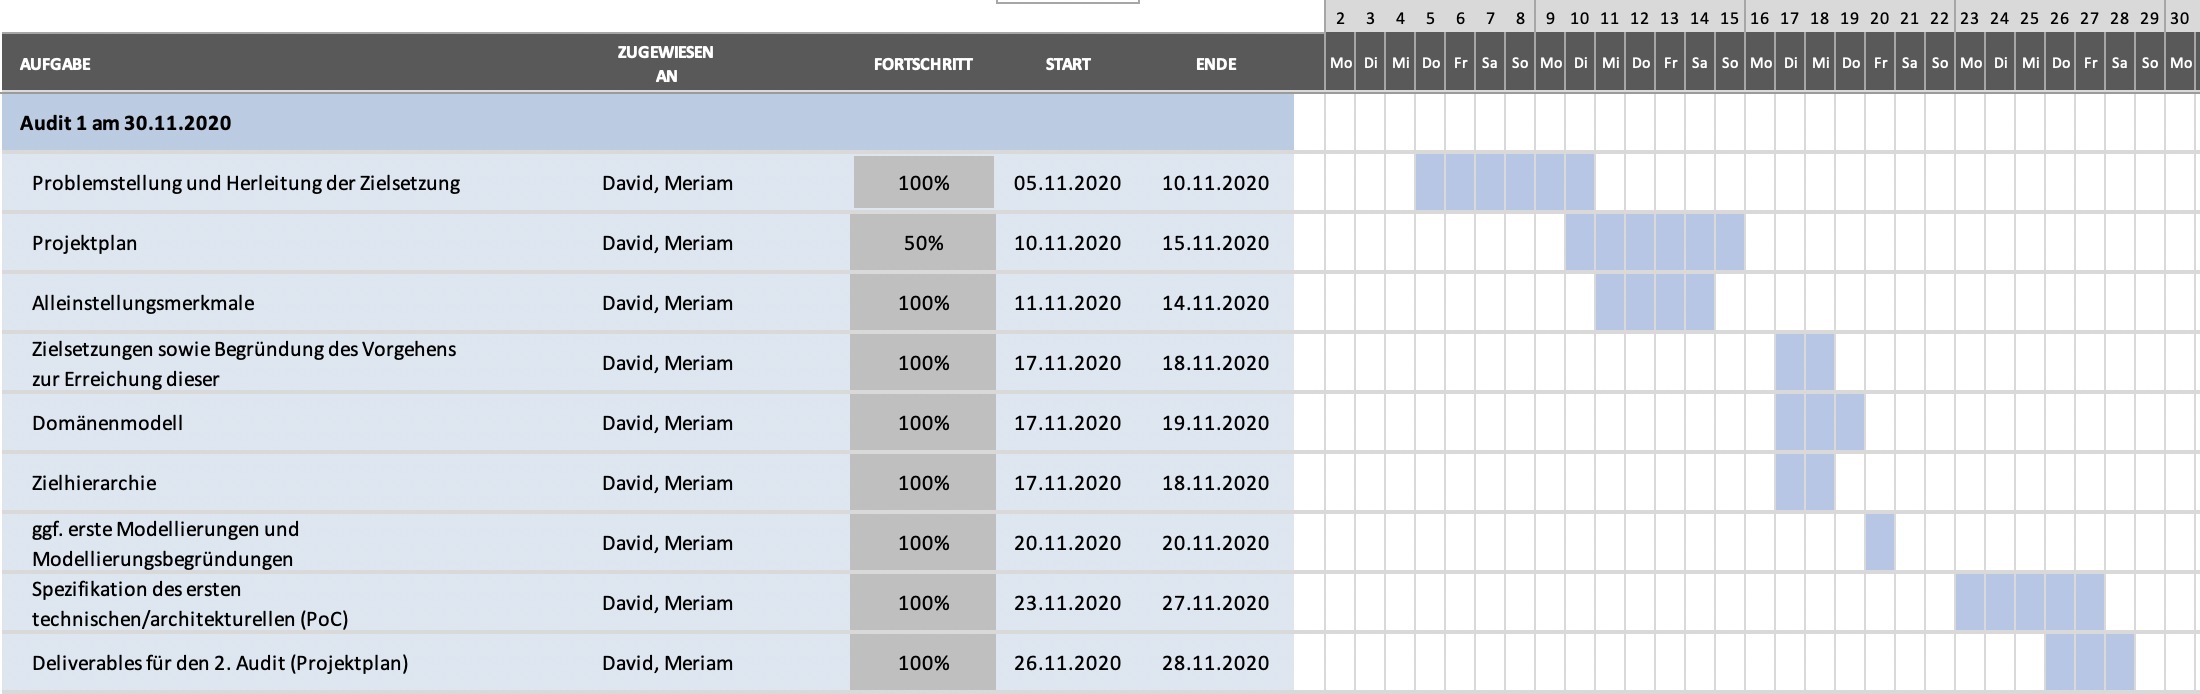 2 3 4 5 6 7 8 9 10 11 12 13 14 15 16 17 18 19 20 21 22 23 24 25 26 27 28 29 30
AUFGABE ZUGEWIESEN AN FORTSCHRITT START ENDE Mo Di Mi Do Fr Sa So Mo Di Mi Do Fr Sa So Mo Di Mi Do Fr Sa So Mo Di Mi Do Fr Sa So Mo
Audit 1 am 30.11.2020
Problemstellung und Herleitung der Zielsetzung David, Meriam 100% 05.11.2020 10.11.2020
Projektplan David, Meriam 50% 10.11.2020 15.11.2020
Alleinstellungsmerkmale David, Meriam 100% 11.11.2020 14.11.2020
Zielsetzungen sowie Begründung des Vorgehens
zur Erreichung dieser David, Meriam 100% 17.11.2020 18.11.2020
Domänenmodell David, Meriam 100% 17.11.2020 19.11.2020
Zielhierarchie David, Meriam 100% 17.11.2020 18.11.2020
ggf. erste Modellierungen und
Modellierungsbegründungen David, Meriam 100% 20.11.2020 20.11.2020
Spezifikation des ersten
technischen/architekturellen (PoC) David, Meriam 100% 23.11.2020 27.11.2020
Deliverables für den 2. Audit (Projektplan) David, Meriam 100% 26.11.2020 28.11.2020